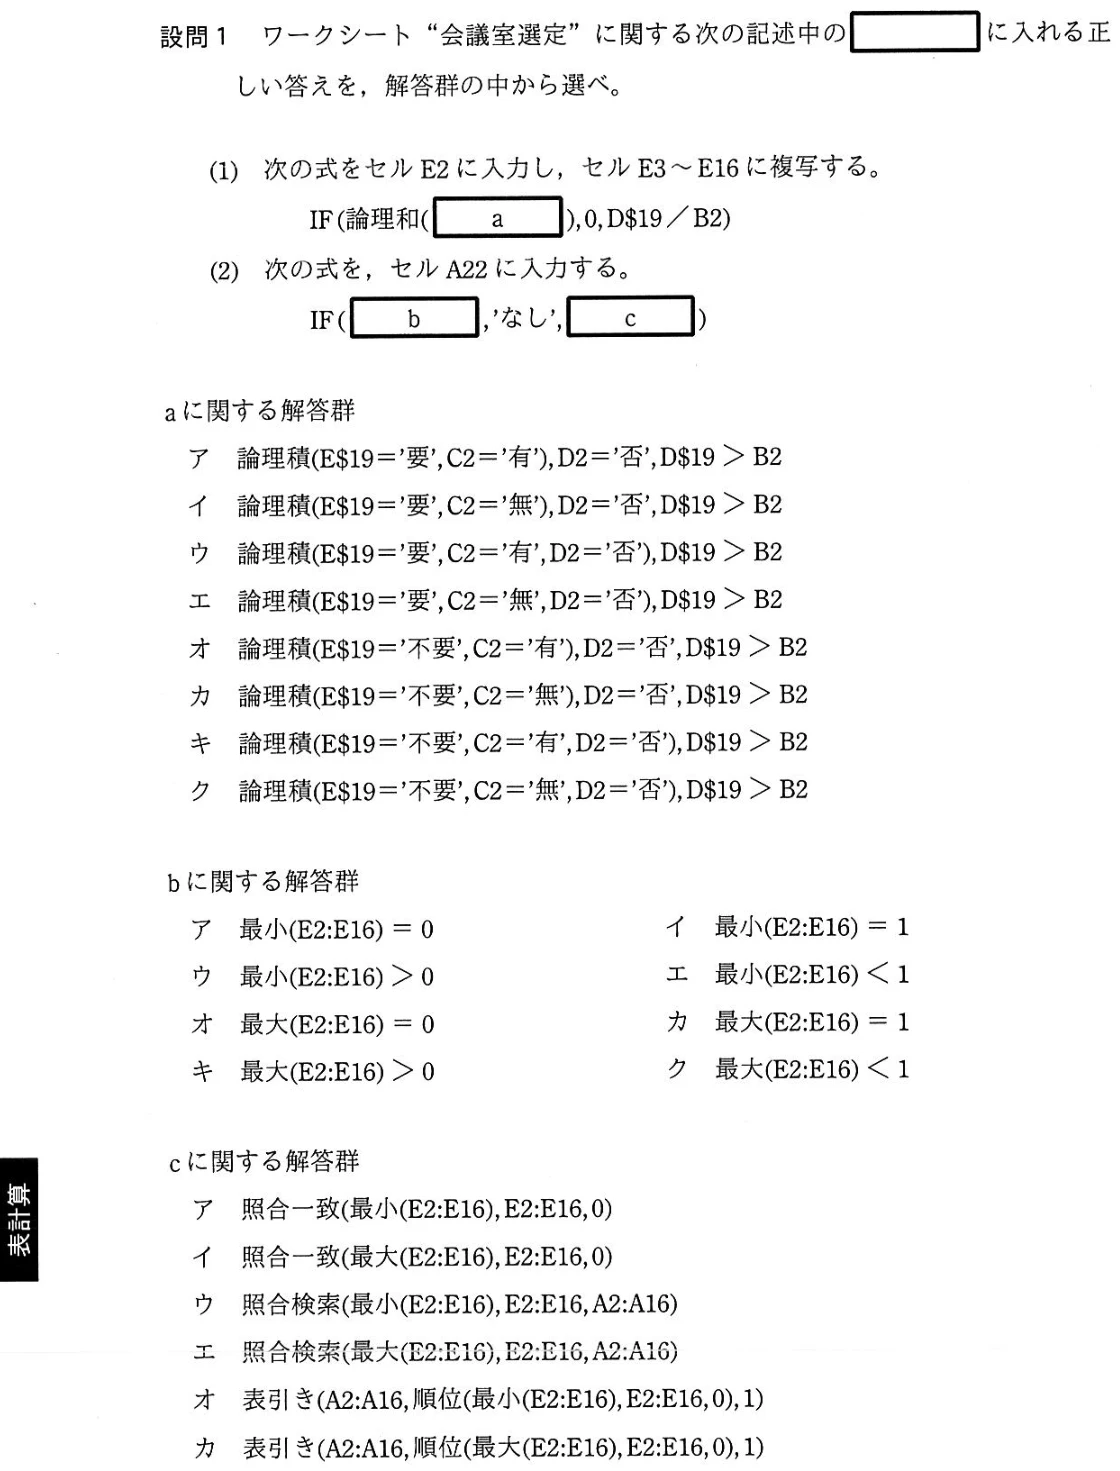 設問1 ワークシート“会議室選定”に関する次の記述中の に入れる正
しい答えを，解答群の中から選べ。
(1) 次の式をセル E2 に入力し，セル E3～E16 に複写する。
IF(論理和( a ),0,D$19／B2)
(2) 次の式を，セル A22 に入力する。
IF( b ,'なし', c )
a に関する解答群
ア 論理積(E$19='要',C2='有'),D2='否',D$19＞B2
イ 論理積(E$19='要',C2='無'),D2='否',D$19＞B2
ウ 論理積(E$19='要',C2='有',D2='否'),D$19＞B2
エ 論理積(E$19='要',C2='無',D2='否'),D$19＞B2
オ 論理積(E$19='不要',C2='有'),D2='否',D$19＞B2
カ 論理積(E$19='不要',C2='無'),D2='否',D$19＞B2
キ 論理積(E$19='不要',C2='有',D2='否'),D$19＞B2
ク 論理積(E$19='不要',C2='無',D2='否'),D$19＞B2
b に関する解答群
ア 最小(E2:E16) = 0 イ 最小(E2:E16) = 1
ウ 最小(E2:E16)＞0 エ 最小(E2:E16)＜1
オ 最大(E2:E16) = 0 カ 最大(E2:E16) = 1
キ 最大(E2:E16)＞0 ク 最大(E2:E16)＜1
c に関する解答群
ア 照合一致(最小(E2:E16),E2:E16,0)
イ 照合一致(最大(E2:E16),E2:E16,0)
ウ 照合検索(最小(E2:E16),E2:E16,A2:A16)
エ 照合検索(最大(E2:E16),E2:E16,A2:A16)
オ 表引き(A2:A16,順位(最小(E2:E16),E2:E16,0),1)
カ 表引き(A2:A16,順位(最大(E2:E16),E2:E16,0),1)
表計算